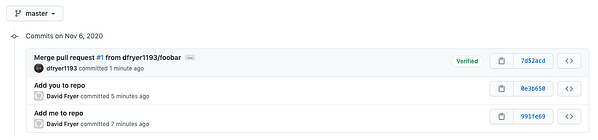 master
Commits on Nov 6, 2020
Merge pull request #1 from dfryer1193/foobar ...
dfryer1193 committed 1 minute ago
Verified
7d52acd
Add you to repo
David Fryer committed 5 minutes ago
0e3b650
Add me to repo
David Fryer committed 7 minutes ago
991fe69